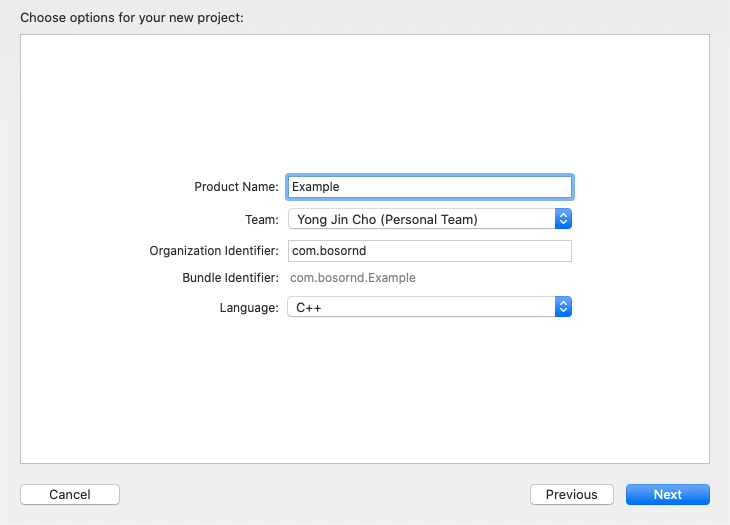 Choose options for your new project:
Product Name: Example
Team: Yong Jin Cho (Personal Team)
Organization Identifier: com.bosornd
Bundle Identifier: com.bosornd.Example
Language: C++
Cancel Previous Next